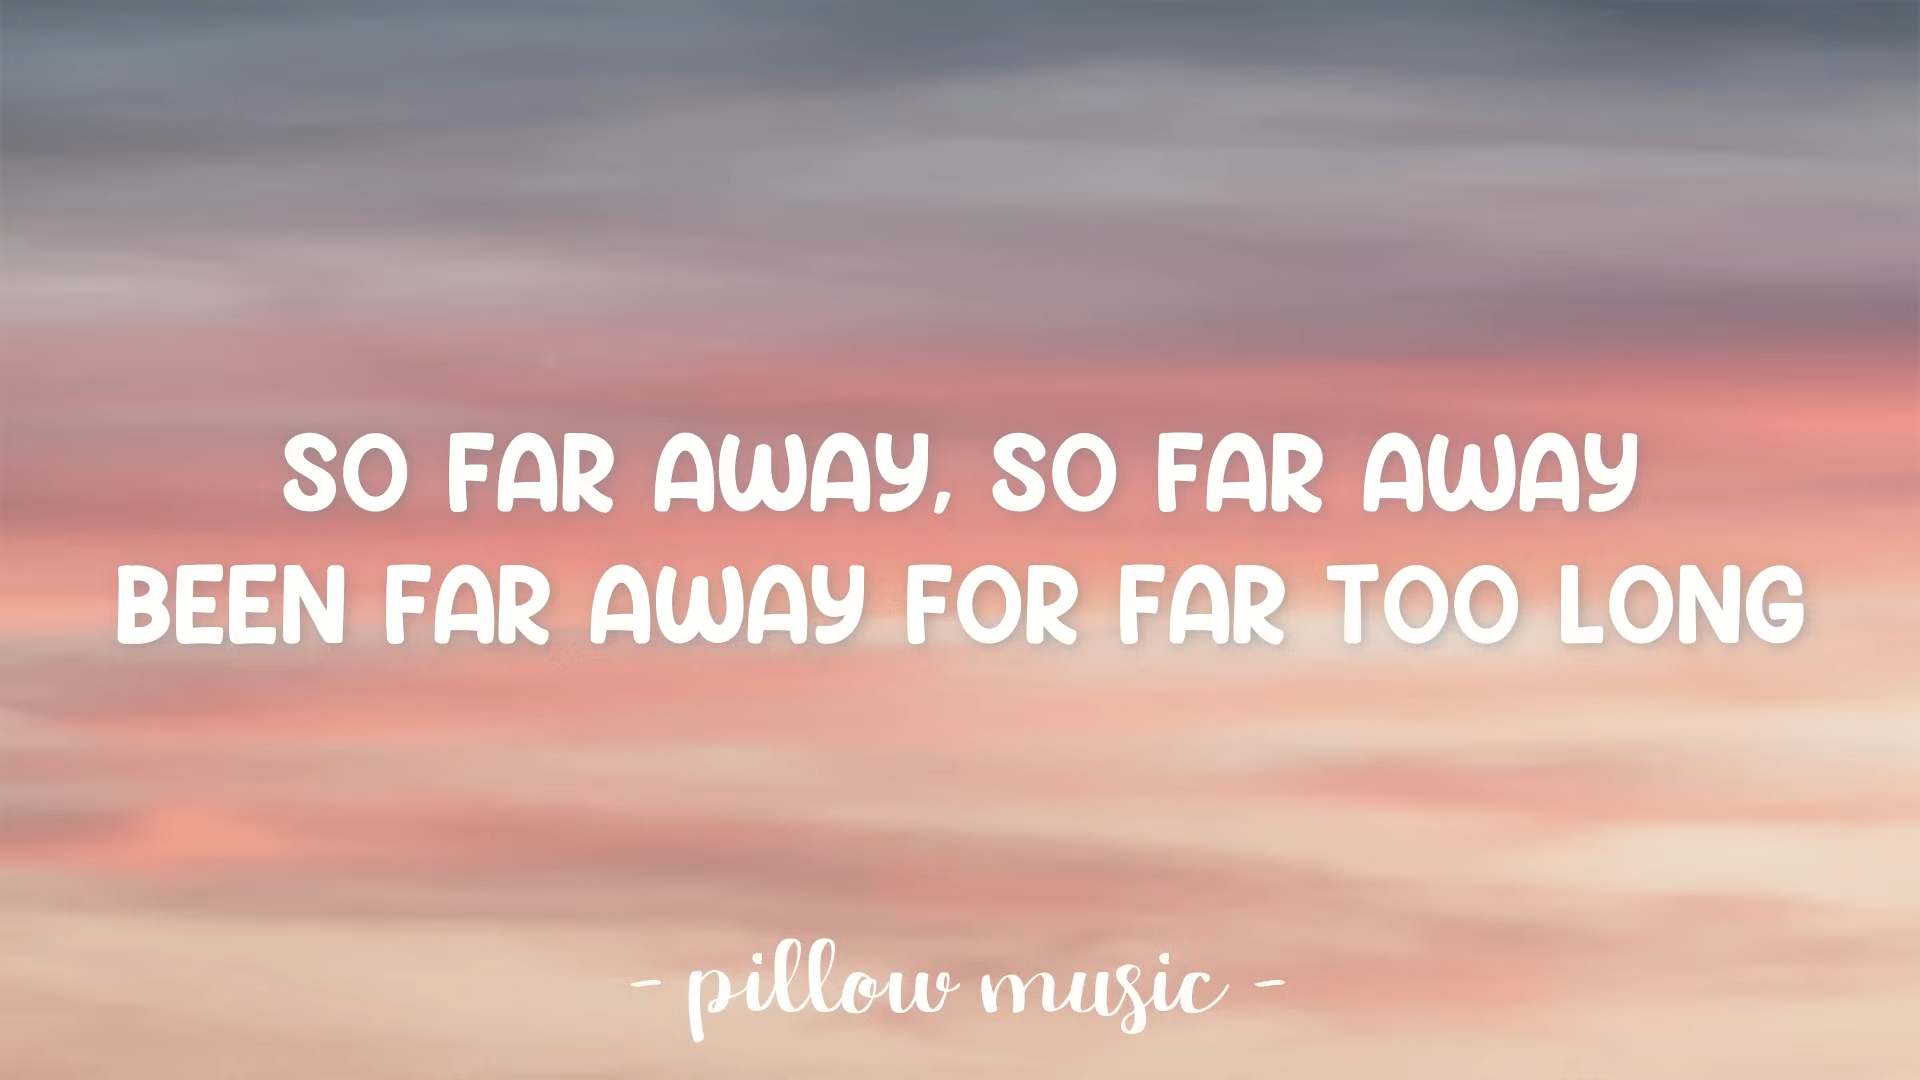 SO FAR AWAY, SO FAR AWAY
BEEN FAR AWAY FOR FAR TOO LONG
- pillow music -